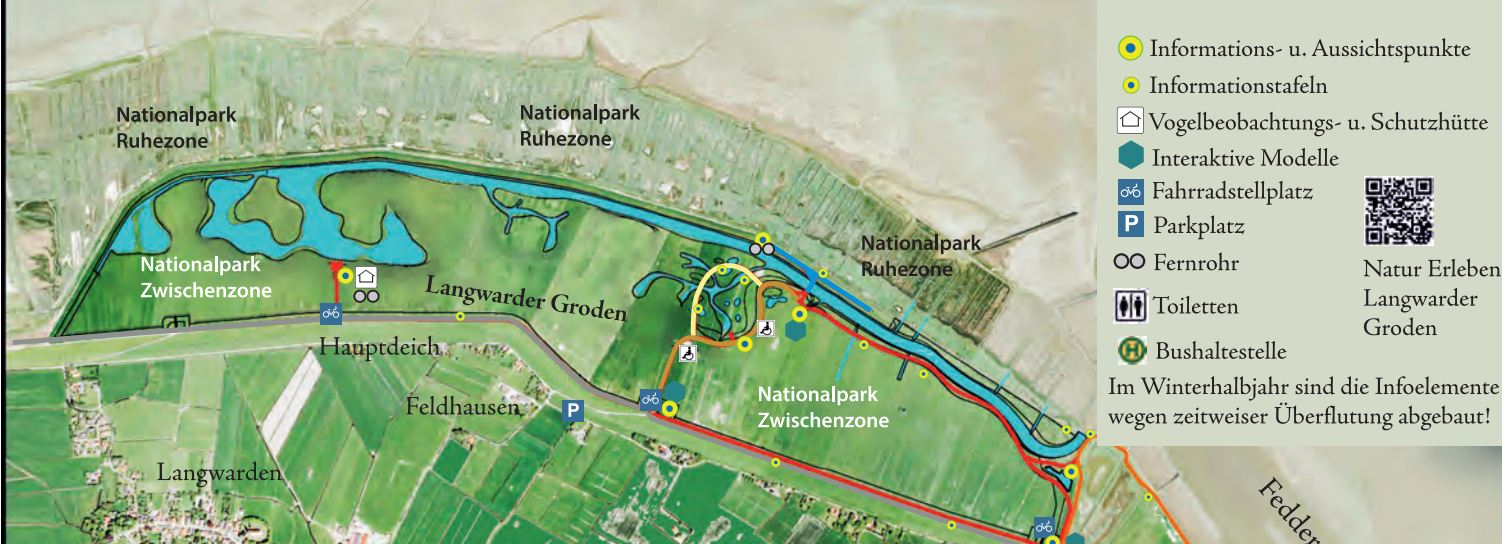 Nationalpark
Ruhezone
Nationalpark
Ruhezone
Nationalpark
Zwischenzone
Langwarder Groden
Nationalpark
Ruhezone
Hauptdeich
Feldhausen
P
Nationalpark
Zwischenzone
Langwarden
Fedder
Informations- u. Aussichtspunkte
Informationstafeln
Vogelbeobachtungs- u. Schutzhütte
Interaktive Modelle
Fahrradstellplatz
P Parkplatz
Fernrohr
Toiletten
H Bushaltestelle
Natur Erleben
Langwarder
Groden
Im Winterhalbjahr sind die Infoelemente
wegen zeitweiser Überflutung abgebaut!